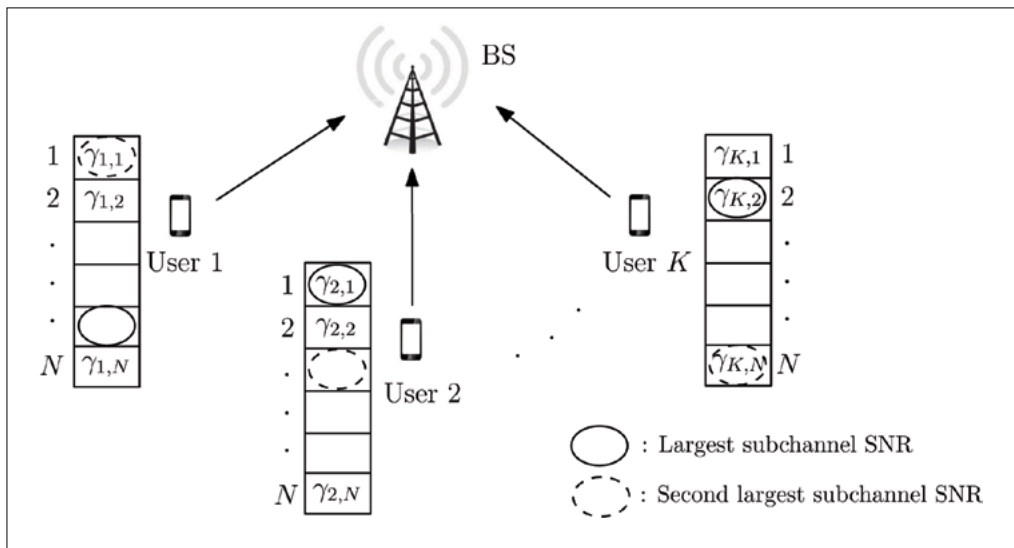 BS
1 γ1,1
2 γ1,2
N γ1,N
User 1
1 γ2,1
2 γ2,2
N γ2,N
User 2
γK,1 1
γK,2 2
γK,N N
User K
: Largest subchannel SNR
: Second largest subchannel SNR